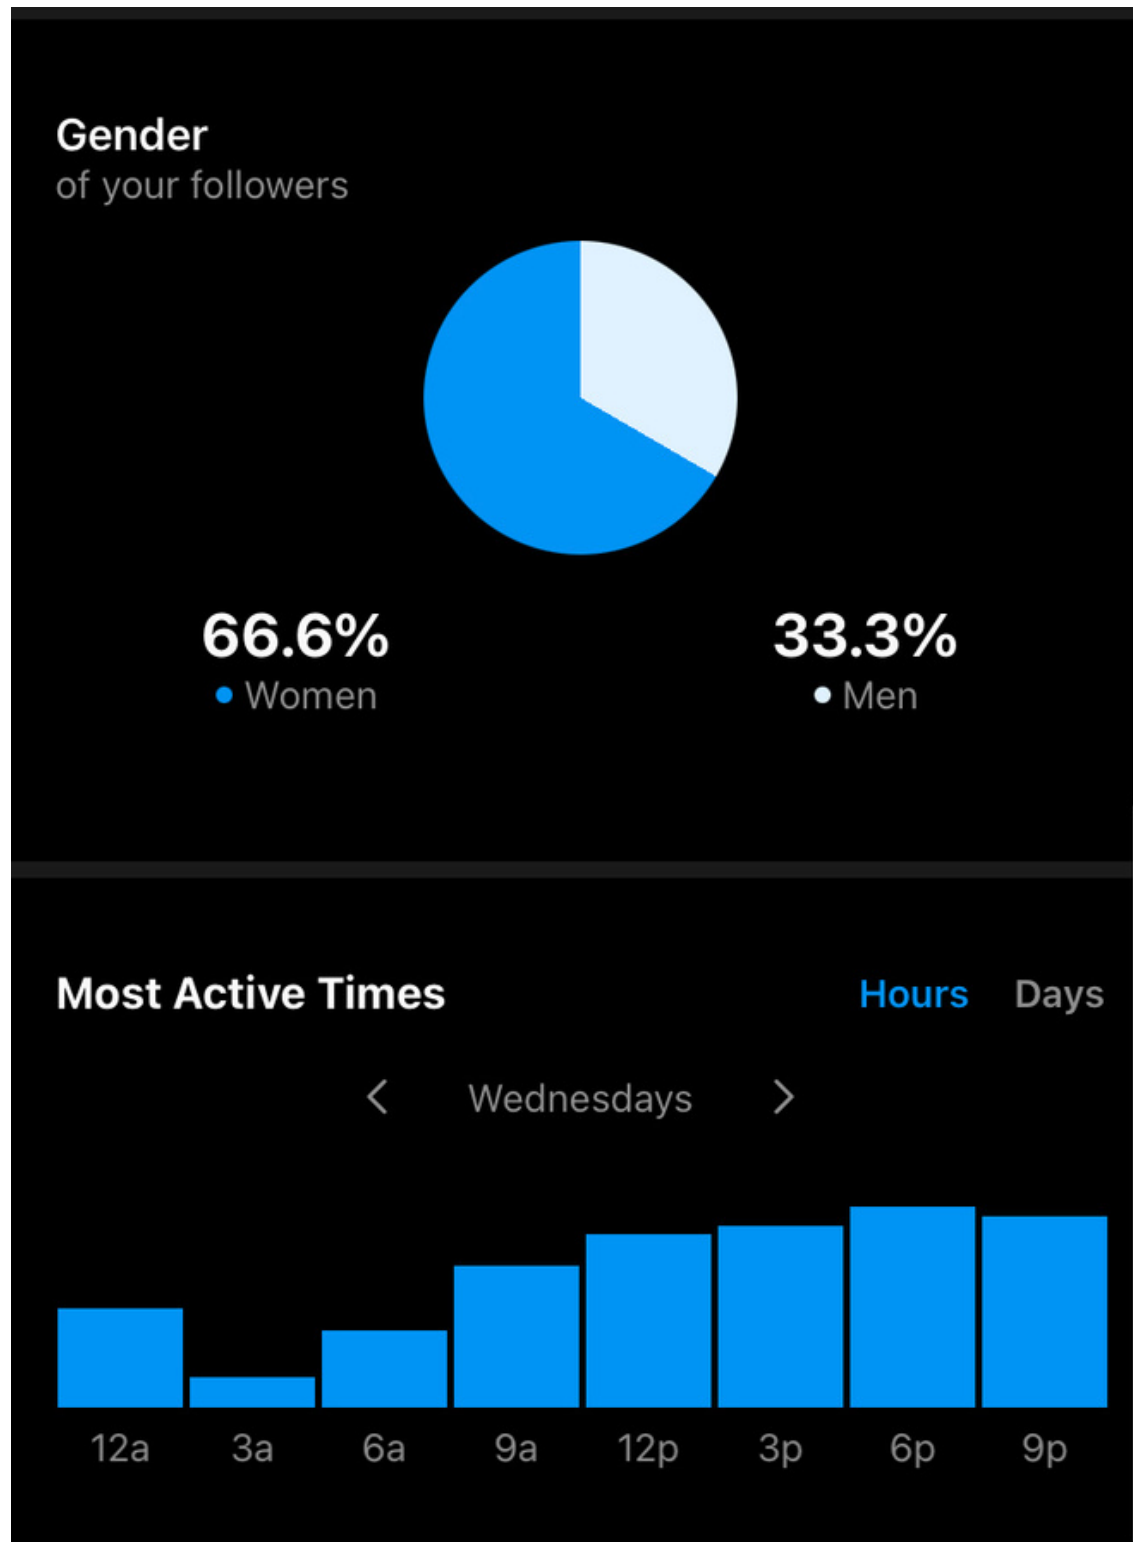 Gender
of your followers
66.6% 33.3%
Women Men
Most Active Times Hours Days
Wednesdays
12a 3a 6a 9a 12p 3p 6p 9p